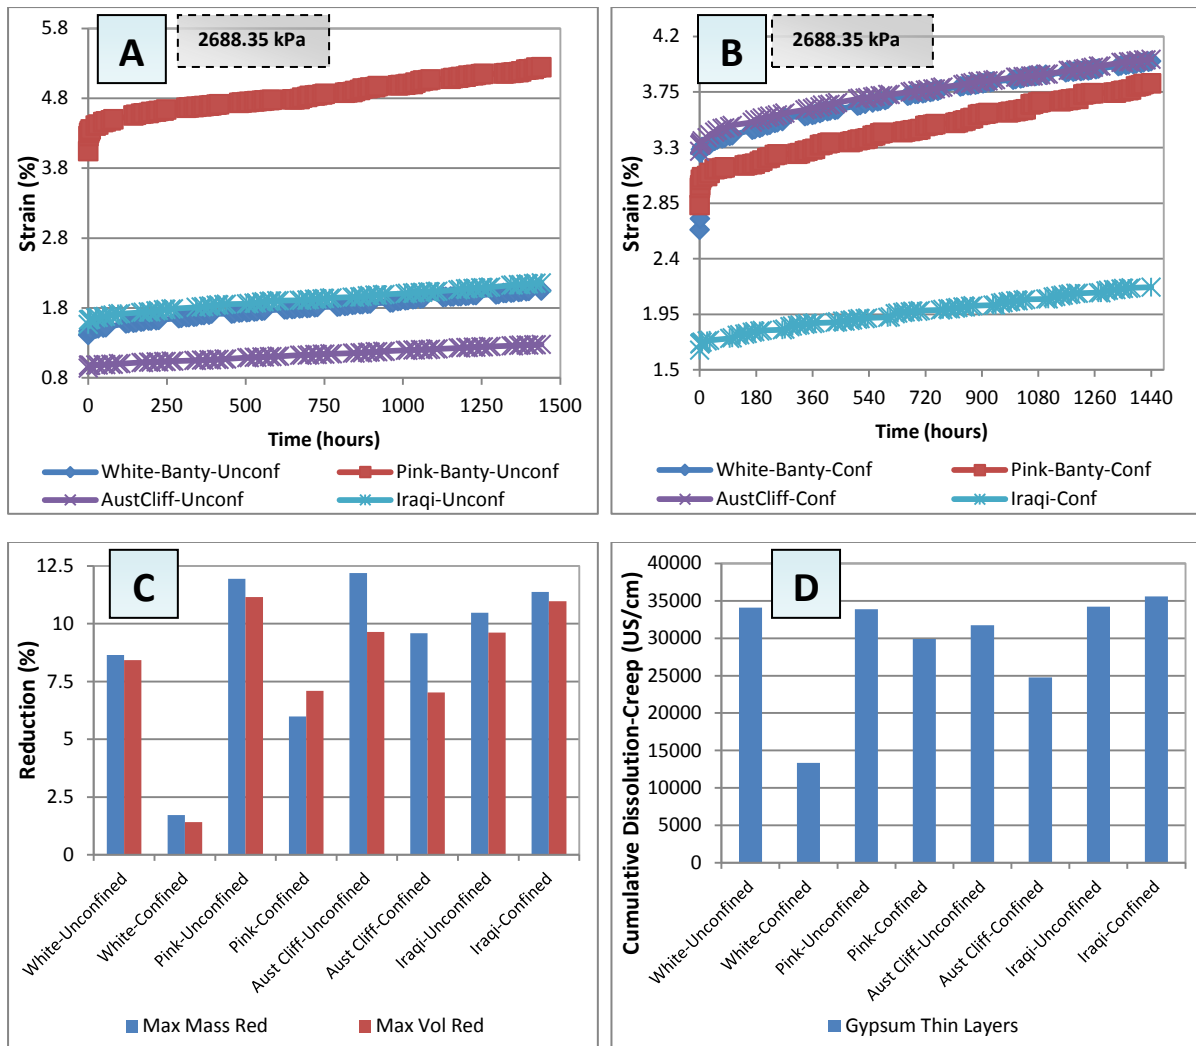 A
2688.35 kPa
Strain (%)
5.8
4.8
3.8
2.8
1.8
0.8
0 250 500 750 1000 1250 1500
Time (hours)
White-Banty-Unconf Pink-Banty-Unconf
AustCliff-Unconf Iraqi-Unconf
B
2688.35 kPa
Strain (%)
4.2
3.75
3.3
2.85
2.4
1.95
1.5
0 180 360 540 720 900 1080 1260 1440
Time (hours)
White-Banty-Conf Pink-Banty-Conf
AustCliff-Conf Iraqi-Conf
C
Reduction (%)
12.5
10
7.5
5
2.5
0
White-Unconfined
White-Confined
Pink-Unconfined
Pink-Confined
Aust Cliff-Unconfined
Aust Cliff-Confined
Iraqi-Unconfined
Iraqi-Confined
Max Mass Red Max Vol Red
D
Cumulative Dissolution-Creep (US/cm)
40000
35000
30000
25000
20000
15000
10000
5000
0
White-Unconfined
White-Confined
Pink-Unconfined
Pink-Confined
Aust Cliff-Unconfined
Aust Cliff-Confined
Iraqi-Unconfined
Iraqi-Confined
Gypsum Thin Layers